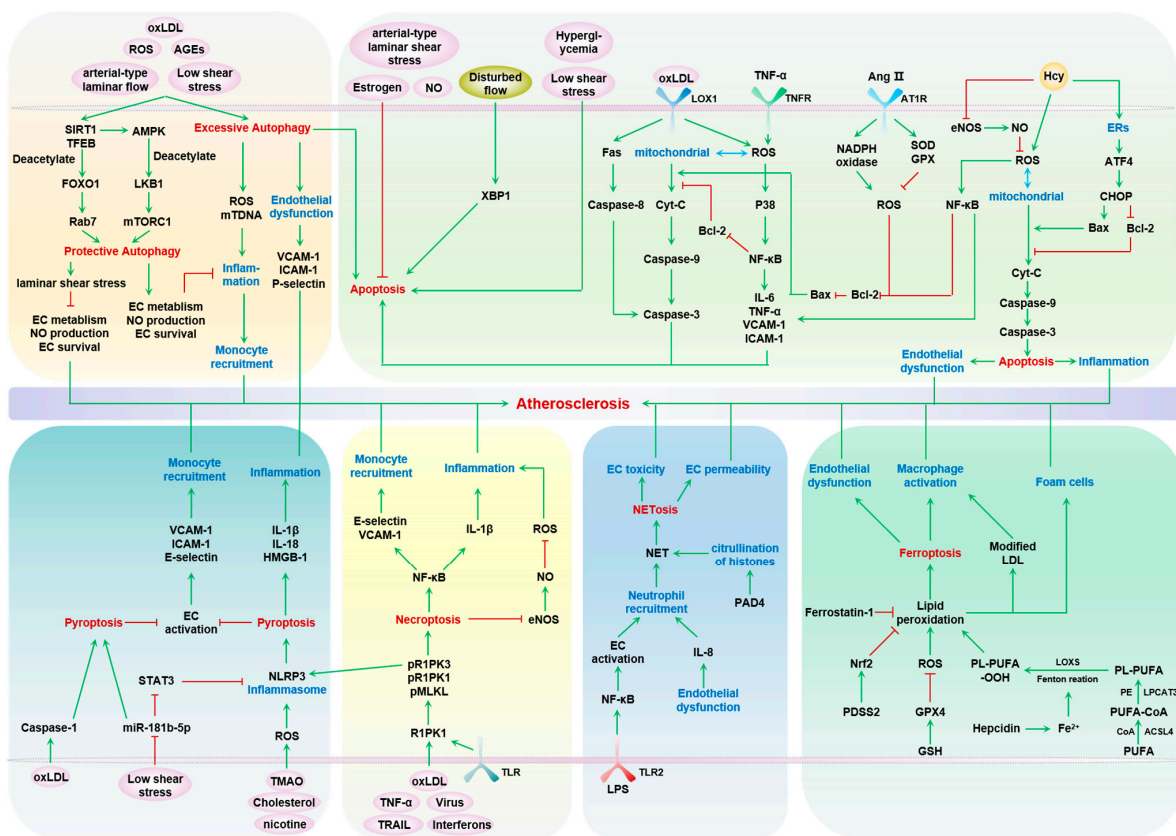 oxLDL
ROS
AGEs
arterial-type
laminar flow
Low shear
stress
SIRT1
TFEB
AMPK
Deacetylate
Deacetylate
FOXO1
LKB1
Rab7
mTORC1
Protective Autophagy
laminar shear stress
EC metabolism
NO production
EC survival
EC metabolism
NO production
EC survival
Excessive Autophagy
ROS
mTDNA
Inflam-
mation
Monocyte
recruitment
Endothelial
dysfunction
VCAM-1
ICAM-1
P-selectin
arterial-type
laminar shear
stress
Estrogen
NO
Disturbed
flow
Hypergl-
ycemia
Low shear
stress
XBP1
Apoptosis
oxLDL
LOX1
TNF-α
TNFR
Fas
mitochondrial
ROS
Caspase-8
Cyt-C
P38
Bcl-2
Caspase-9
NF-κB
Caspase-3
IL-6
TNF-α
VCAM-1
ICAM-1
Ang II
AT1R
NADPH
oxidase
SOD
GPX
ROS
NF-κB
Bax
Bcl-2
Hcy
eNOS
NO
ERs
ROS
ATF4
mitochondrial
CHOP
Bax
Bcl-2
Cyt-C
Caspase-9
Caspase-3
Endothelial
dysfunction
Apoptosis
Inflammation
Atherosclerosis
Monocyte
recruitment
Inflammation
VCAM-1
ICAM-1
E-selectin
IL-1β
IL-18
HMGB-1
Pyroptosis
EC
activation
Pyroptosis
STAT3
NLRP3
Inflammasome
Caspase-1
miR-181b-5p
ROS
oxLDL
Low shear
stress
TMAO
Cholesterol
nicotine
Monocyte
recruitment
Inflammation
E-selectin
VCAM-1
IL-1β
ROS
NF-κB
NO
Necroptosis
eNOS
pR1PK3
pR1PK1
pMLKL
R1PK1
TLR
oxLDL
TNF-α
Virus
TRAIL
Interferons
EC toxicity
EC permeability
NETosis
NET
citrullination
of histones
Neutrophil
recruitment
PAD4
EC
activation
IL-8
NF-κB
Endothelial
dysfunction
TLR2
LPS
Endothelial
dysfunction
Macrophage
activation
Foam cells
Ferroptosis
Modified
LDL
Ferrostatin-1
Lipid
peroxidation
Nrf2
ROS
PL-PUFA
-OOH
LOXS
Fenton reation
PL-PUFA
PE
LPCAT3
PDSS2
GPX4
Hepcidin
Fe²⁺
PUFA-CoA
CoA
ACSL4
GSH
PUFA